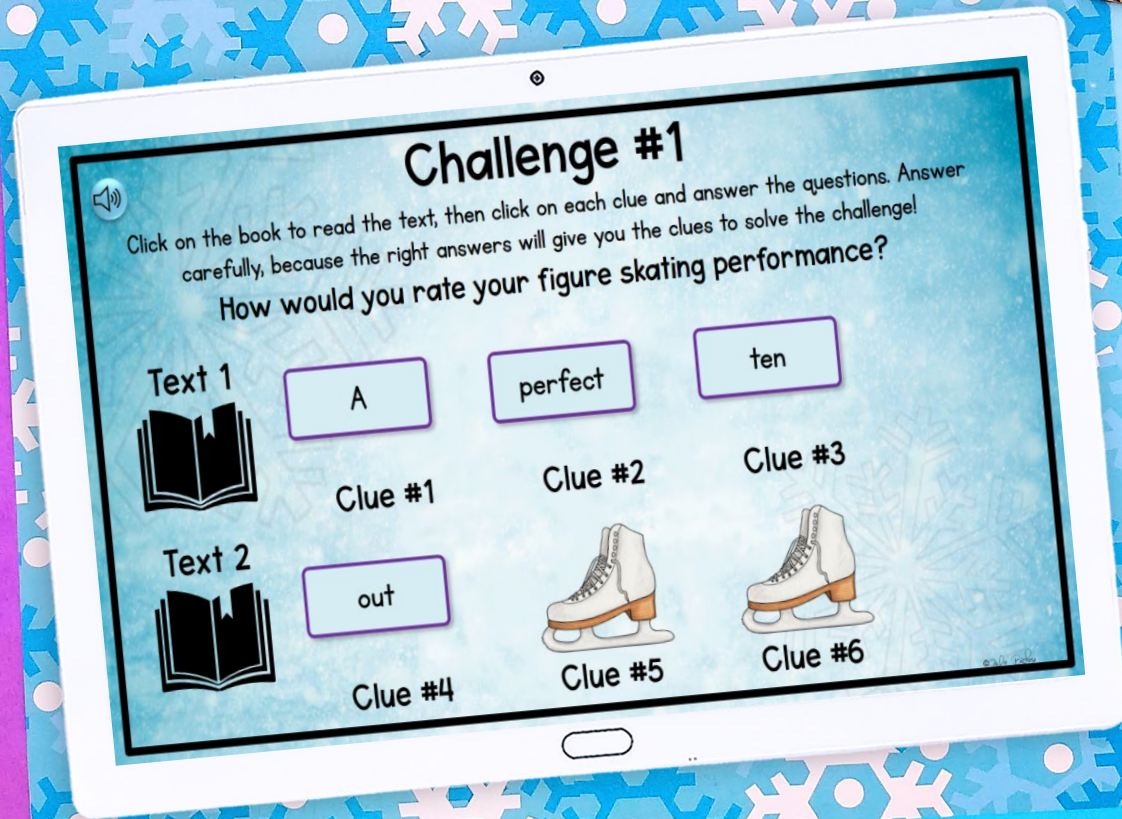 Challenge #1
Click on the book to read the text, then click on each clue and answer the questions. Answer
carefully, because the right answers will give you the clues to solve the challenge!
How would you rate your figure skating performance?
Text 1
A
perfect
ten
Clue #1
Clue #2
Clue #3
Text 2
out
Clue #4
Clue #5
Clue #6